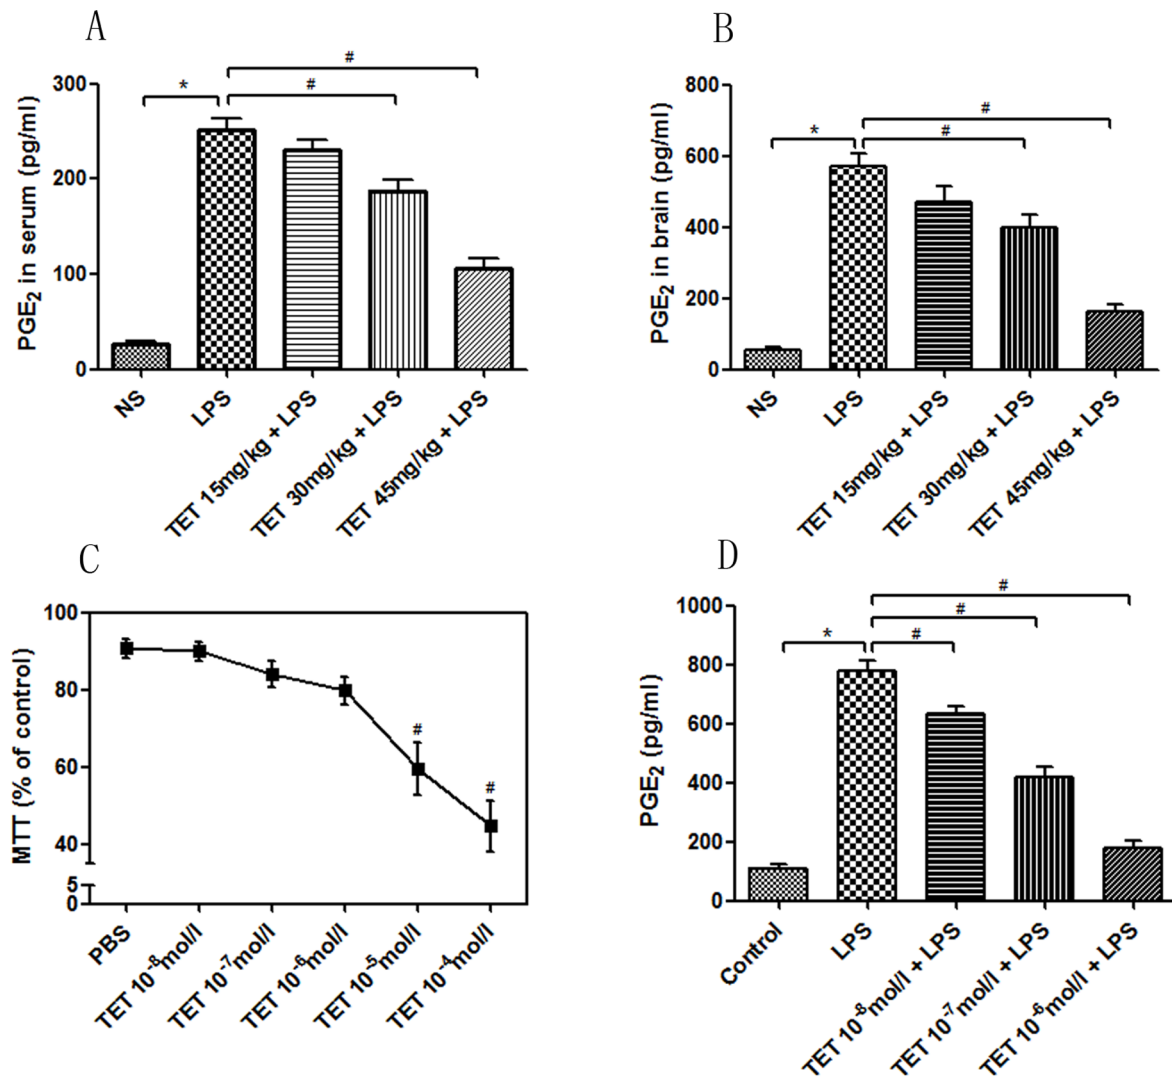 A
PGE2 in serum (pg/ml)
300
200
100
0
*
#
#
NS
LPS
TET 15mg/kg + LPS
TET 30mg/kg + LPS
TET 45mg/kg + LPS
B
PGE2 in brain (pg/ml)
800
600
400
200
0
*
#
#
NS
LPS
TET 15mg/kg + LPS
TET 30mg/kg + LPS
TET 45mg/kg + LPS
C
MTT (% of control)
100
80
60
40
5
0
#
#
PBS
TET 10⁻⁸mol/l
TET 10⁻⁷mol/l
TET 10⁻⁶mol/l
TET 10⁻⁵mol/l
TET 10⁻⁴mol/l
D
PGE2 (pg/ml)
1000
800
600
400
200
0
*
#
#
#
Control
LPS
TET 10⁻⁸mol/l + LPS
TET 10⁻⁷mol/l + LPS
TET 10⁻⁶mol/l + LPS